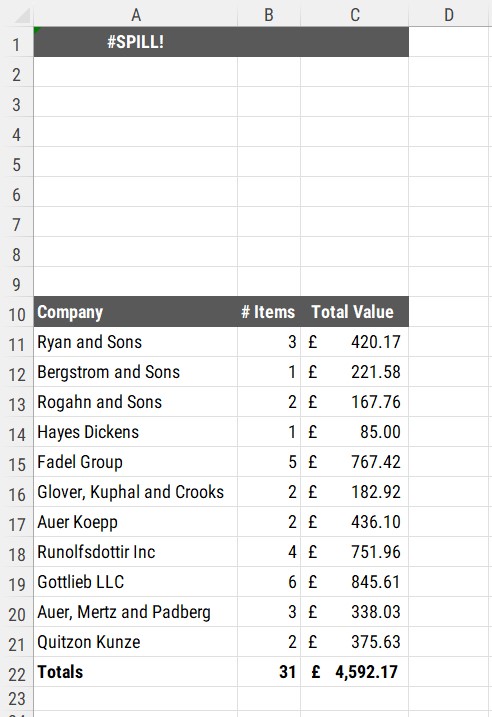 A B C D
1 #SPILL!
2
3
4
5
6
7
8
9
10 Company # Items Total Value
11 Ryan and Sons 3 £ 420.17
12 Bergstrom and Sons 1 £ 221.58
13 Rogahn and Sons 2 £ 167.76
14 Hayes Dickens 1 £ 85.00
15 Fadel Group 5 £ 767.42
16 Glover, Kuphal and Crooks 2 £ 182.92
17 Auer Koepp 2 £ 436.10
18 Runolfsdottir Inc 4 £ 751.96
19 Gottlieb LLC 6 £ 845.61
20 Auer, Mertz and Padberg 3 £ 338.03
21 Quitzon Kunze 2 £ 375.63
22 Totals 31 £ 4,592.17
23